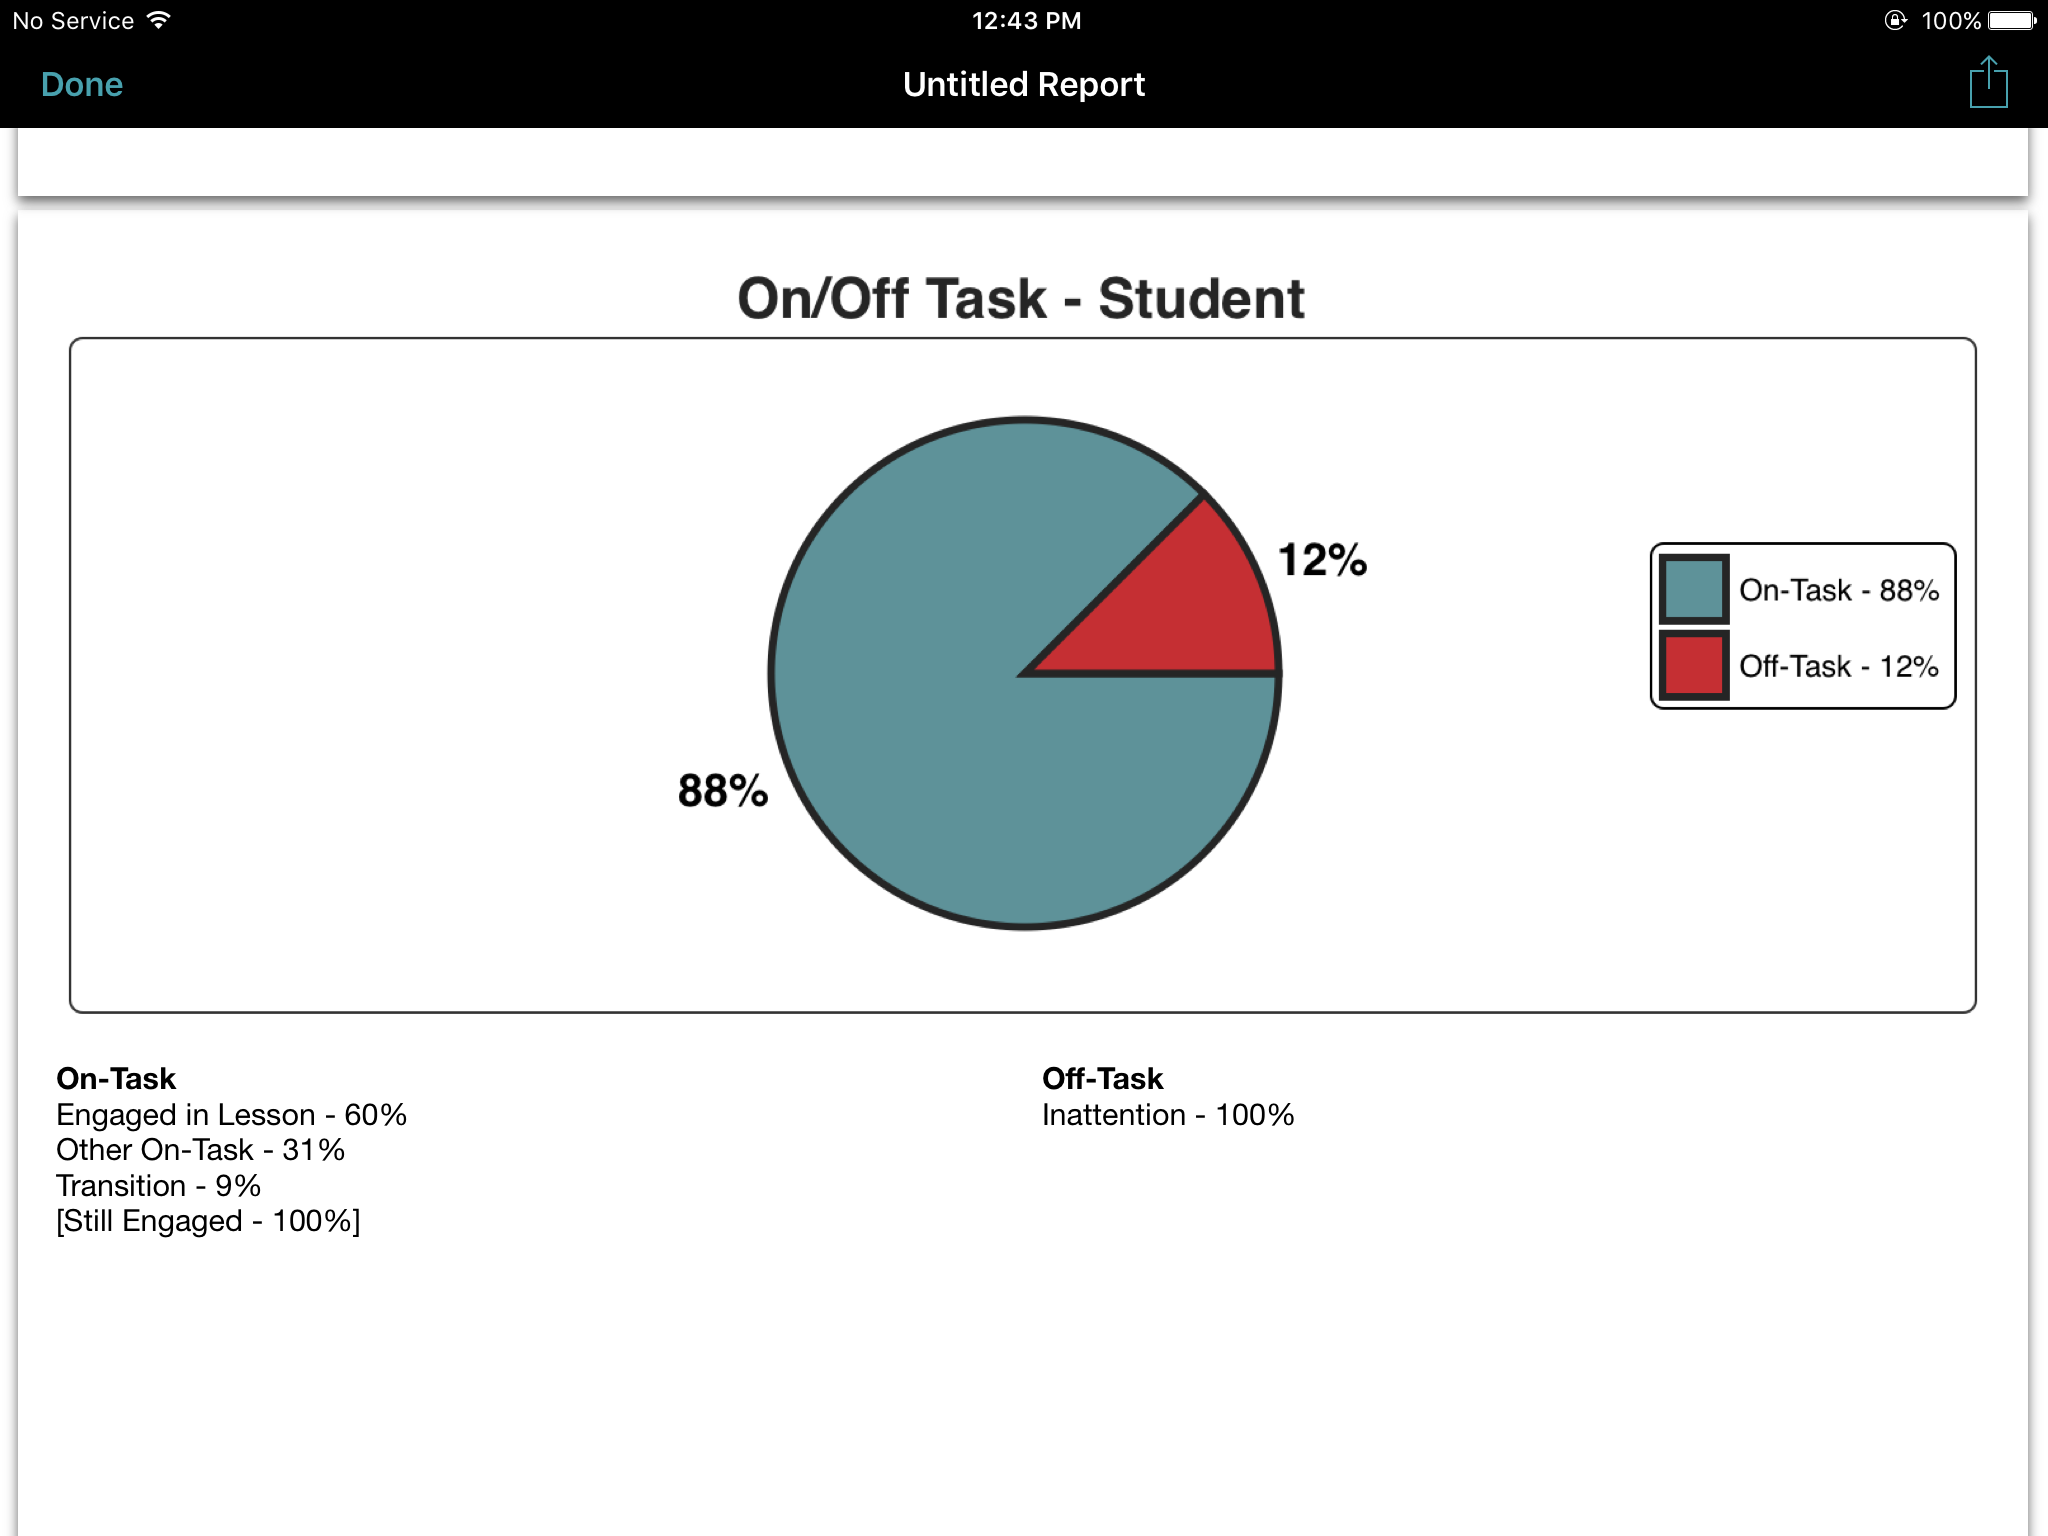 No Service 12:43 PM 100%
Done Untitled Report
On/Off Task - Student
12%
On-Task - 88%
Off-Task - 12%
88%
On-Task
Engaged in Lesson - 60%
Other On-Task - 31%
Transition - 9%
[Still Engaged - 100%]
Off-Task
Inattention - 100%